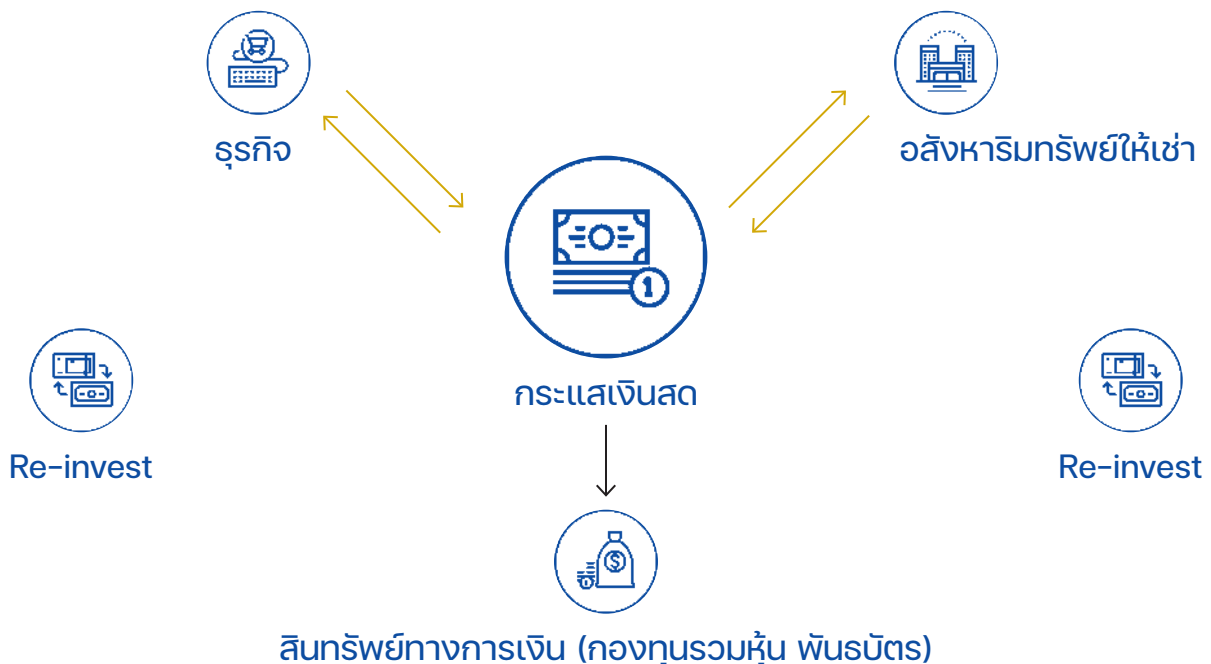 ธุรกิจ
อสังหาริมทรัพย์ให้เช่า
1
กระแสเงินสด
Re-invest
Re-invest
$
สินทรัพย์ทางการเงิน (กองทุนรวมหุ้น พันธบัตร)